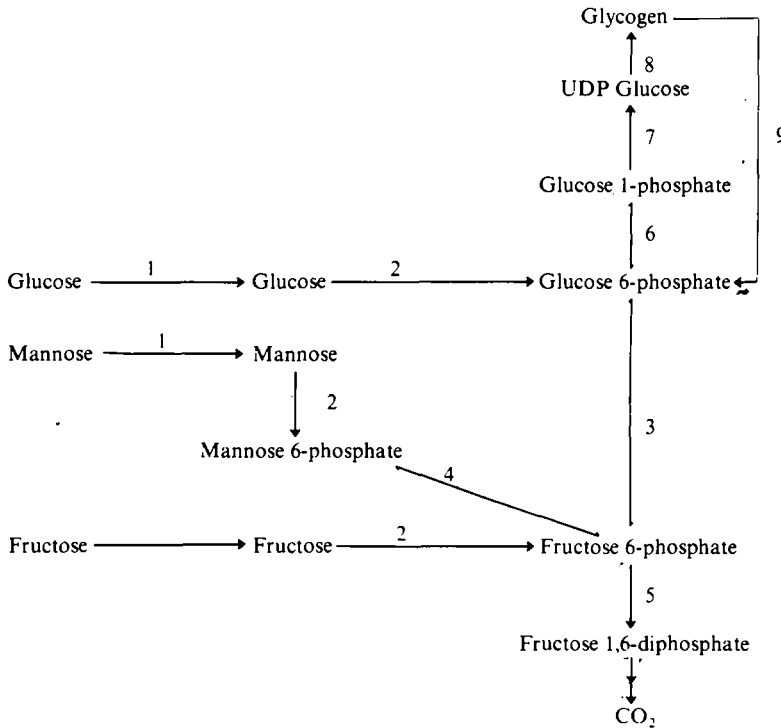 Glycogen
8
UDP Glucose
7
9
Glucose 1-phosphate
6
Glucose 1 Glucose 2 Glucose 6-phosphate
Mannose 1 Mannose
2
3
Mannose 6-phosphate
4
Fructose Fructose 2 Fructose 6-phosphate
5
Fructose 1,6-diphosphate
CO₂